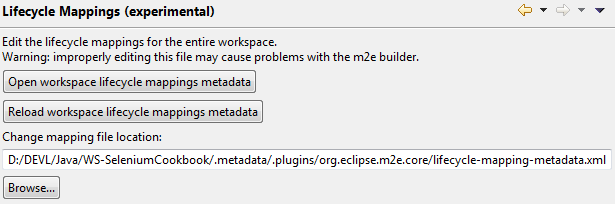 Lifecycle Mappings (experimental)
Edit the lifecycle mappings for the entire workspace.
Warning: improperly editing this file may cause problems with the m2e builder.
Open workspace lifecycle mappings metadata
Reload workspace lifecycle mappings metadata
Change mapping file location:
D:/DEVL/Java/WS-SeleniumCookbook/.metadata/.plugins/org.eclipse.m2e.core/lifecycle-mapping-metadata.xml
Browse...